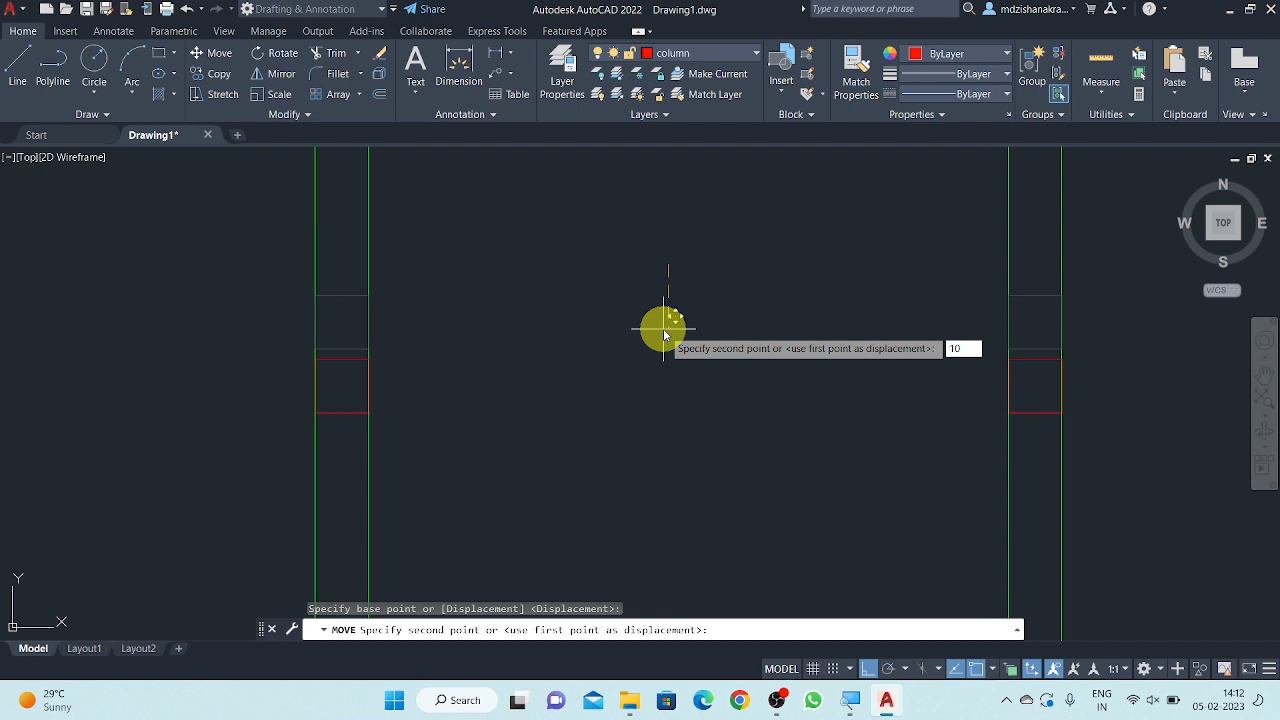 Drafting & Annotation
Share
Autodesk AutoCAD 2022 Drawing1.dwg
Type a keyword or phrase
mdzishanakra...
Home Insert Annotate Parametric View Manage Output Add-ins Collaborate Express Tools Featured Apps
Line Polyline Circle Arc
Move Rotate Trim
Copy Mirror Fillet
Stretch Scale Array
Text Dimension Table
Layer Properties
column
Make Current
Match Layer
Insert
Match Properties
ByLayer
ByLayer
ByLayer
Group
Measure
Paste
Base
Draw Modify Annotation Layers Block Properties Groups Utilities Clipboard View
Start Drawing1*
[−][Top][2D Wireframe]
N
W TOP E
S
WCS
Specify second point or <use first point as displacement>: 10
Y
X
Specify base point or [Displacement] <Displacement>:
MOVE Specify second point or <use first point as displacement>:
Model Layout1 Layout2
MODEL 1:1
29°C
Sunny
Search
ENG
IN
14:12
05-02-2023